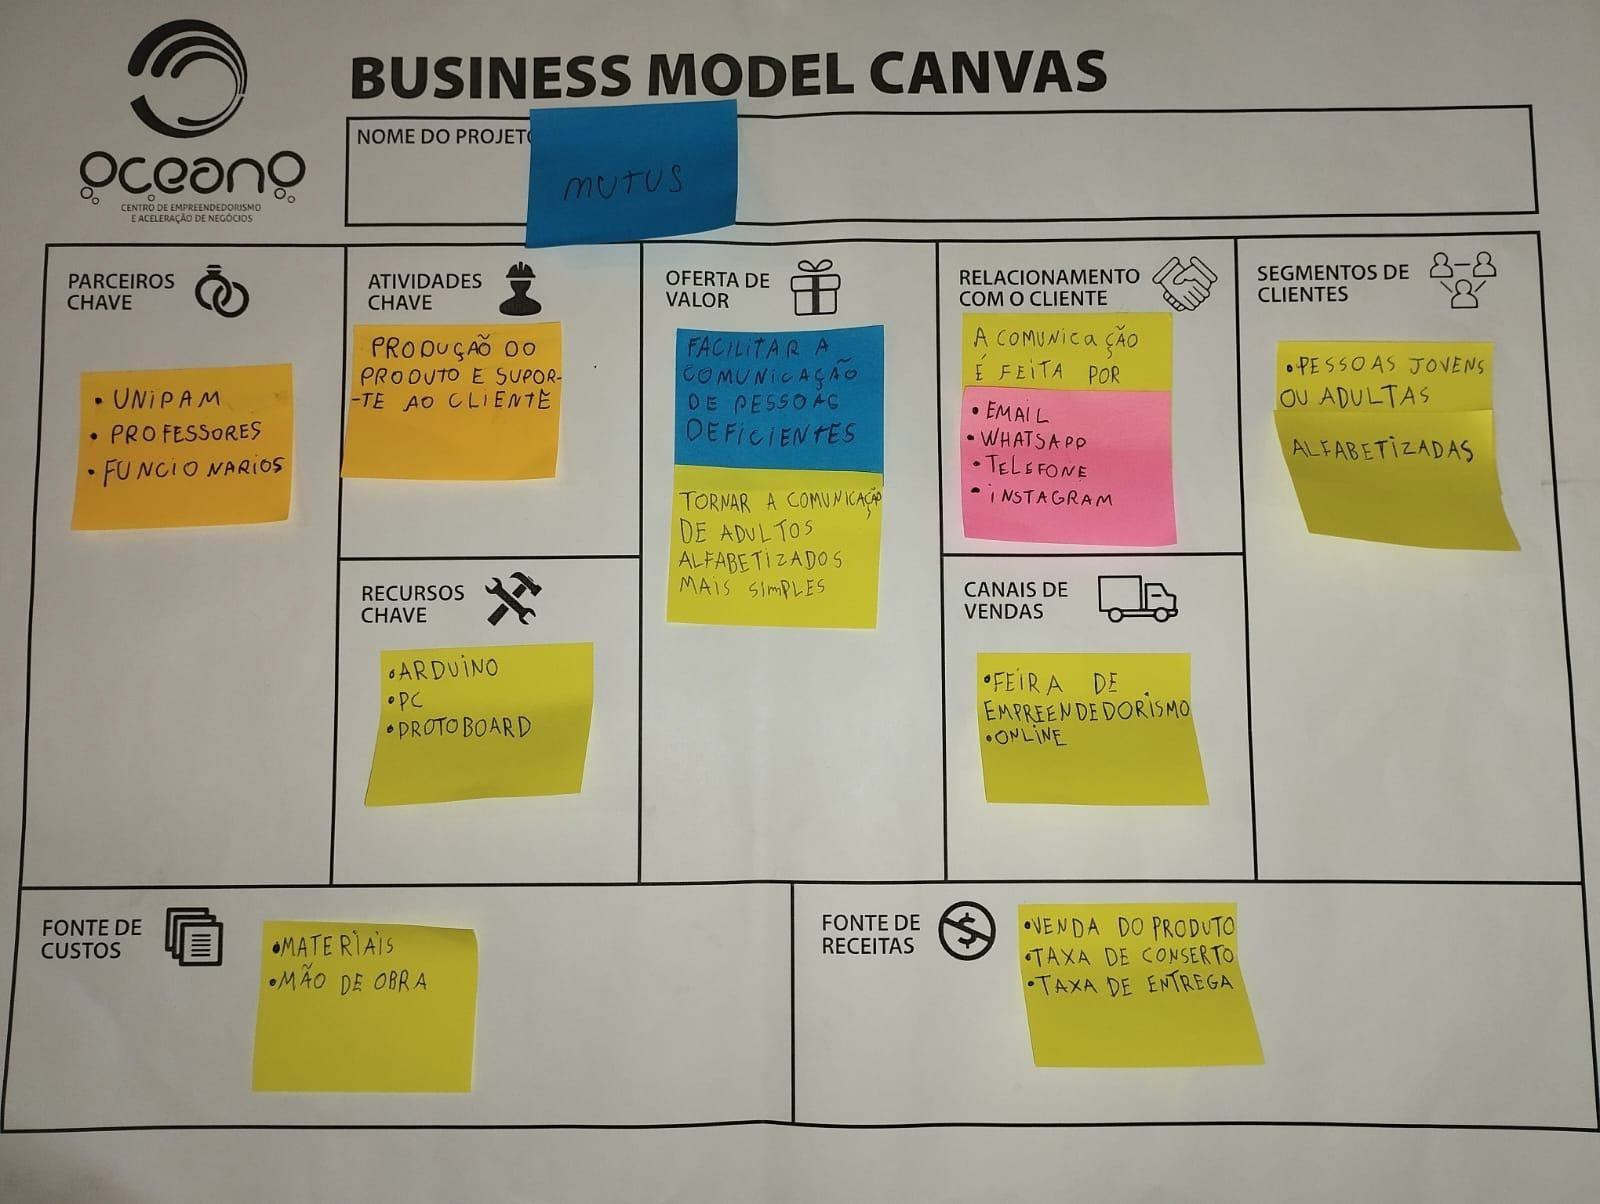 BUSINESS MODEL CANVAS
NOME DO PROJETO
MUTUS
OCEANO
CENTRO DE EMPREENDEDORISMO
E ACELERAÇÃO DE NEGÓCIOS
PARCEIROS
CHAVE
• UNIPAM
• PROFESSORES
• FUNCIONARIOS
ATIVIDADES
CHAVE
PRODUÇÃO DO
PRODUTO E SUPOR-
-TE AO CLIENTE
RECURSOS
CHAVE
• ARDUINO
• PC
• PROTOBOARD
OFERTA DE
VALOR
FACILITAR A
COMUNICAÇÃO
DE PESSOAS
DEFICIENTES
TORNAR A COMUNICAÇÃO
DE ADULTOS
ALFABETIZADOS
MAIS SIMPLES
RELACIONAMENTO
COM O CLIENTE
A COMUNICAÇÃO
É FEITA POR
• EMAIL
• WHATSAPP
• TELEFONE
• INSTAGRAM
CANAIS DE
VENDAS
• FEIRA DE
EMPREENDEDORISMO
• ONLINE
SEGMENTOS DE
CLIENTES
• PESSOAS JOVENS
OU ADULTAS
ALFABETIZADAS
FONTE DE
CUSTOS
• MATERIAIS
• MÃO DE OBRA
FONTE DE
RECEITAS
$
• VENDA DO PRODUTO
• TAXA DE CONSERTO
• TAXA DE ENTREGA